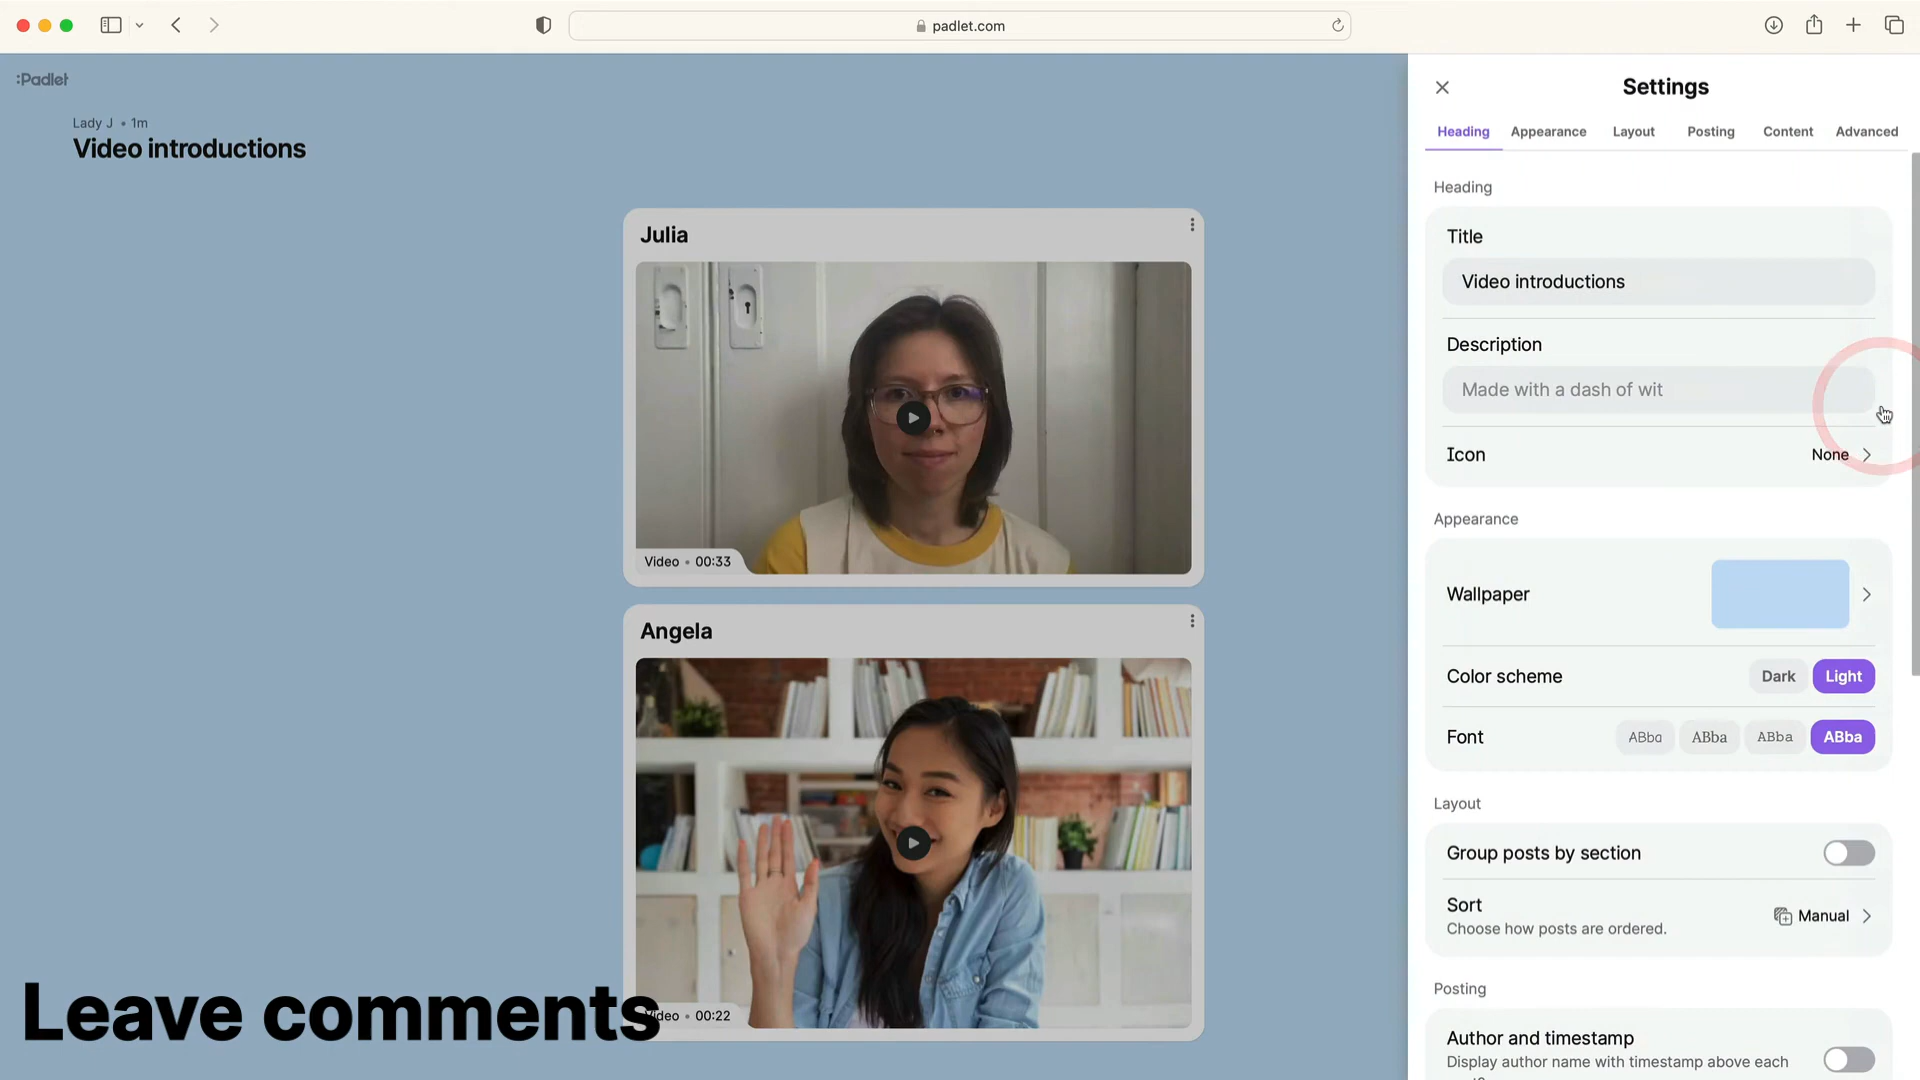 padlet.com
:Padlet
Lady J • 1m
Video introductions
Julia
Video • 00:33
Angela
Video • 00:22
Leave comments
Settings
Heading Appearance Layout Posting Content Advanced
Heading
Title
Video introductions
Description
Made with a dash of wit
Icon None
Appearance
Wallpaper
Color scheme Dark Light
Font ABba ABba ABba ABba
Layout
Group posts by section
Sort
Choose how posts are ordered.
Manual
Posting
Author and timestamp
Display author name with timestamp above each